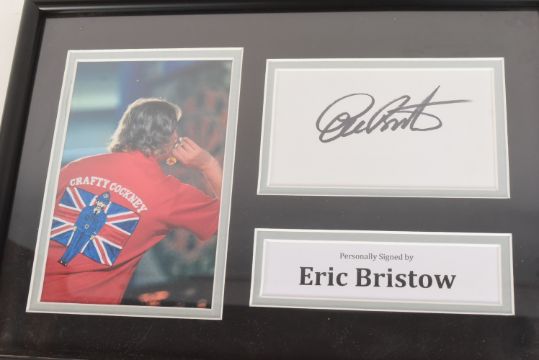 CRAFTY COCKNEY
Personally Signed by
Eric Bristow